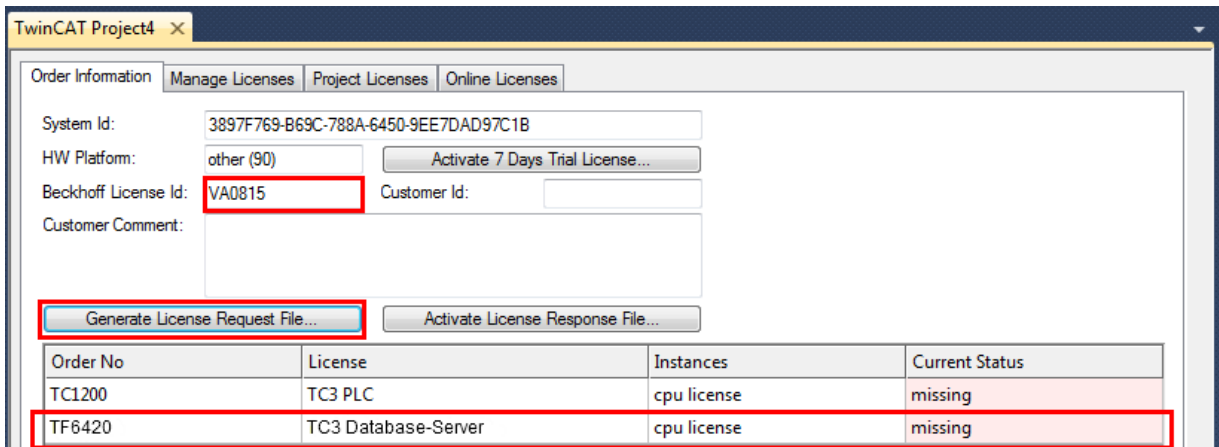 TwinCAT Project4
Order Information Manage Licenses Project Licenses Online Licenses
System Id: 3897F769-B69C-788A-6450-9EE7DAD97C1B
HW Platform: other (90) Activate 7 Days Trial License...
Beckhoff License Id: VA0815 Customer Id:
Customer Comment:
Generate License Request File... Activate License Response File...
Order No License Instances Current Status
TC1200 TC3 PLC cpu license missing
TF6420 TC3 Database-Server cpu license missing